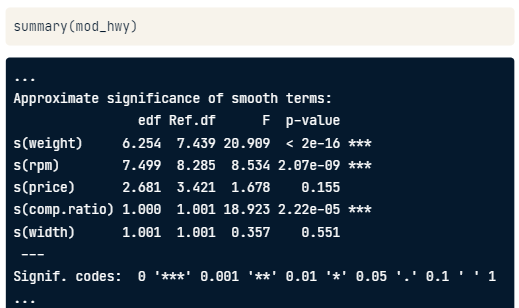 summary(mod_hwy)
...
Approximate significance of smooth terms:
                edf Ref.df      F  p-value
s(weight)     6.254  7.439 20.909  < 2e-16 ***
s(rpm)        7.499  8.285  8.534 2.07e-09 ***
s(price)      2.681  3.421  1.678    0.155
s(comp.ratio) 1.000  1.001 18.923 2.22e-05 ***
s(width)      1.001  1.001  0.357    0.551
 ---
Signif. codes:  0 '***' 0.001 '**' 0.01 '*' 0.05 '.' 0.1 ' ' 1
...